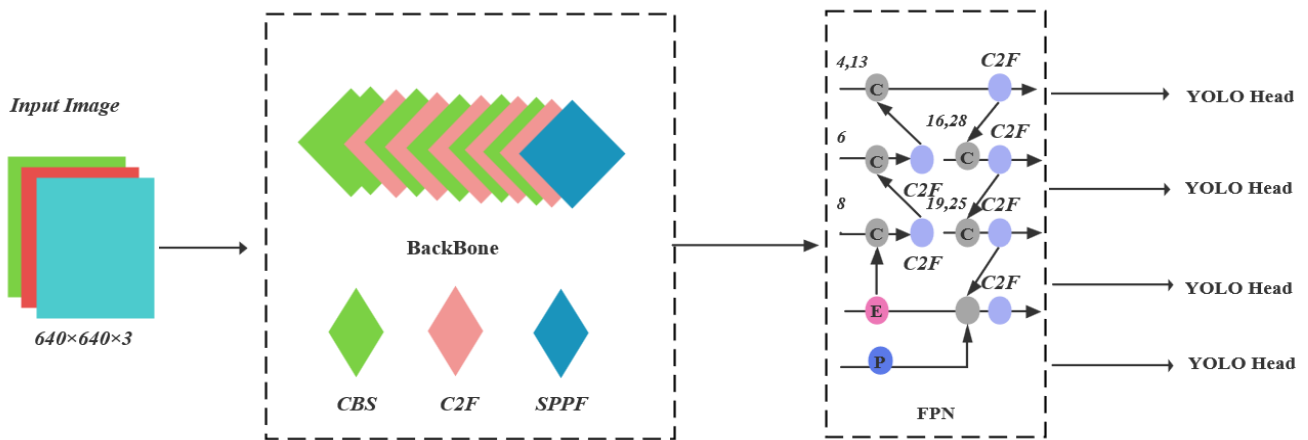 Input Image
640×640×3
BackBone
CBS
C2F
SPPF
4,13
C2F
C
16,28
C2F
6
C
C
C2F
19,25
C2F
8
C
C
C2F
C2F
E
P
FPN
YOLO Head
YOLO Head
YOLO Head
YOLO Head